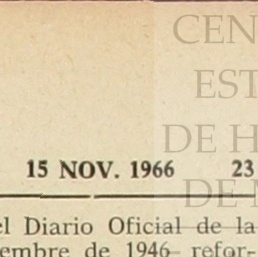 CEN
EST
DE H
15 NOV. 1966 23
DE M
el Diario Oficial de la
embre de 1946 refor-